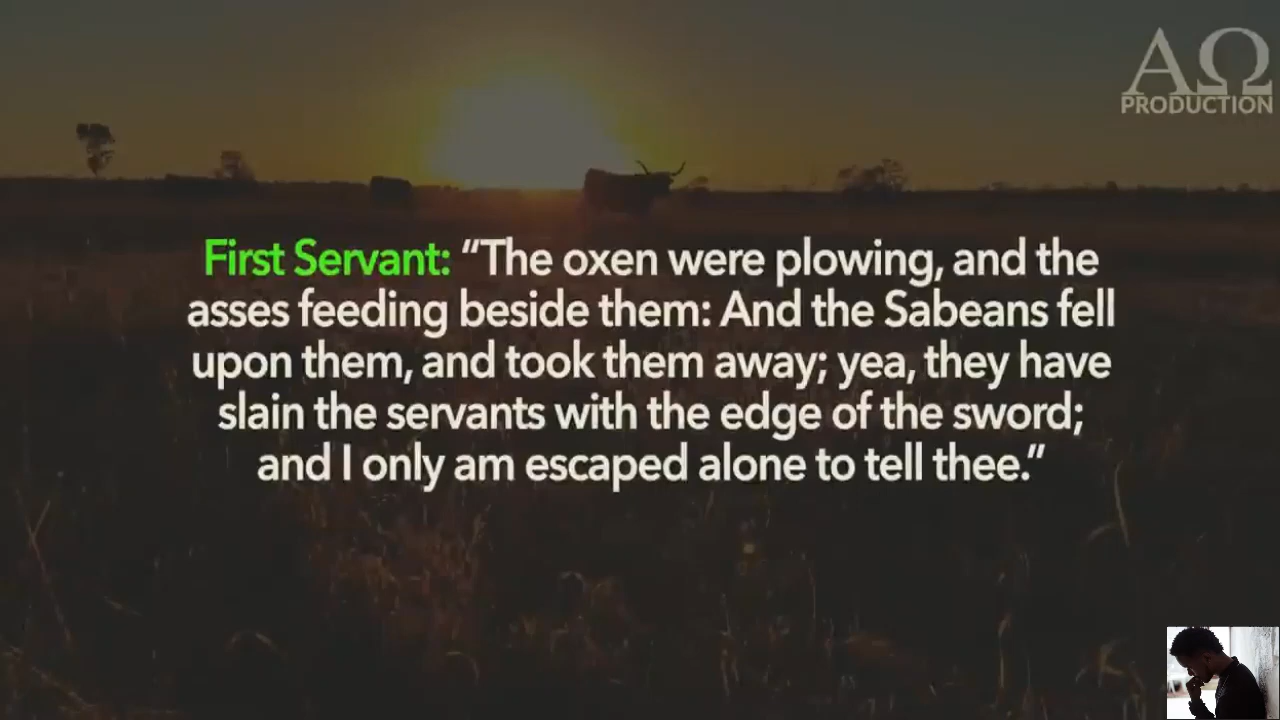 ΑΩ
PRODUCTION
First Servant: “The oxen were plowing, and the
asses feeding beside them: And the Sabeans fell
upon them, and took them away; yea, they have
slain the servants with the edge of the sword;
and I only am escaped alone to tell thee.”